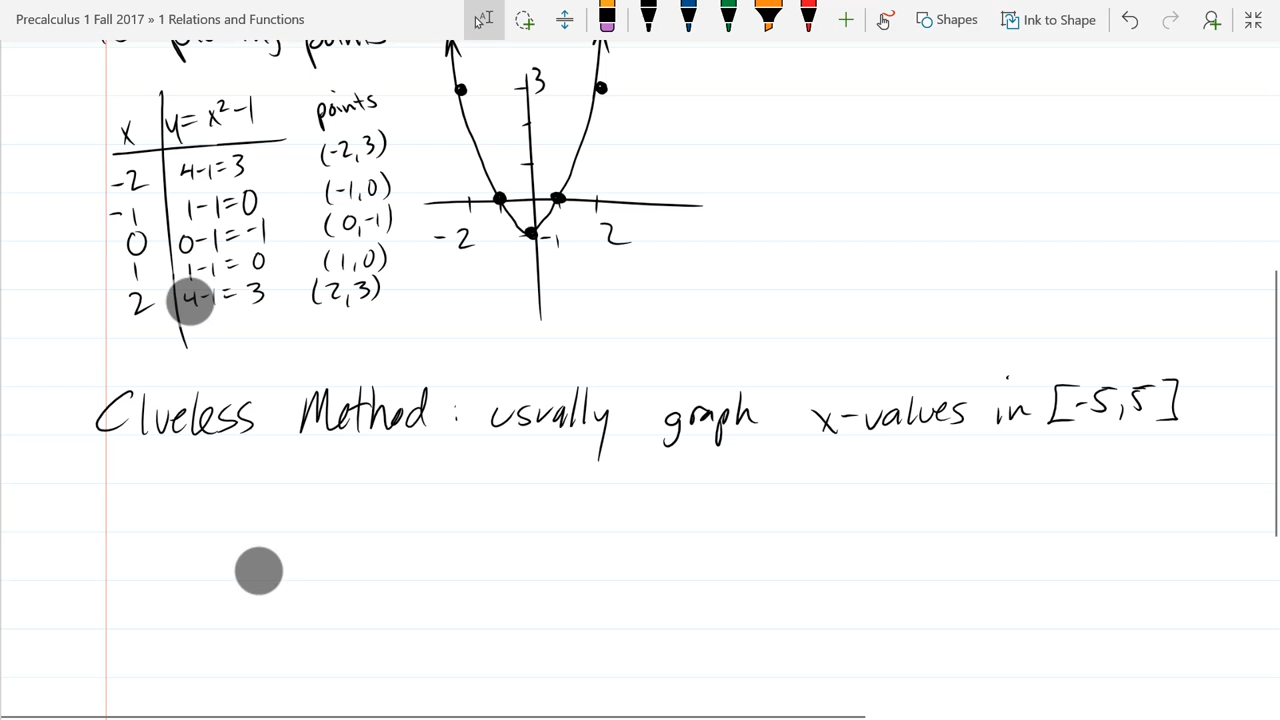 Precalculus 1 Fall 2017 » 1 Relations and Functions
Shapes
Ink to Shape
points
x y = x²-1 points
-2 4-1=3 (-2,3)
-1 1-1=0 (-1,0)
0 0-1=-1 (0,-1)
1 1-1=0 (1,0)
2 4-1=3 (2,3)
3
-2 -1 2
Clueless Method: usually graph x-values in [-5,5]